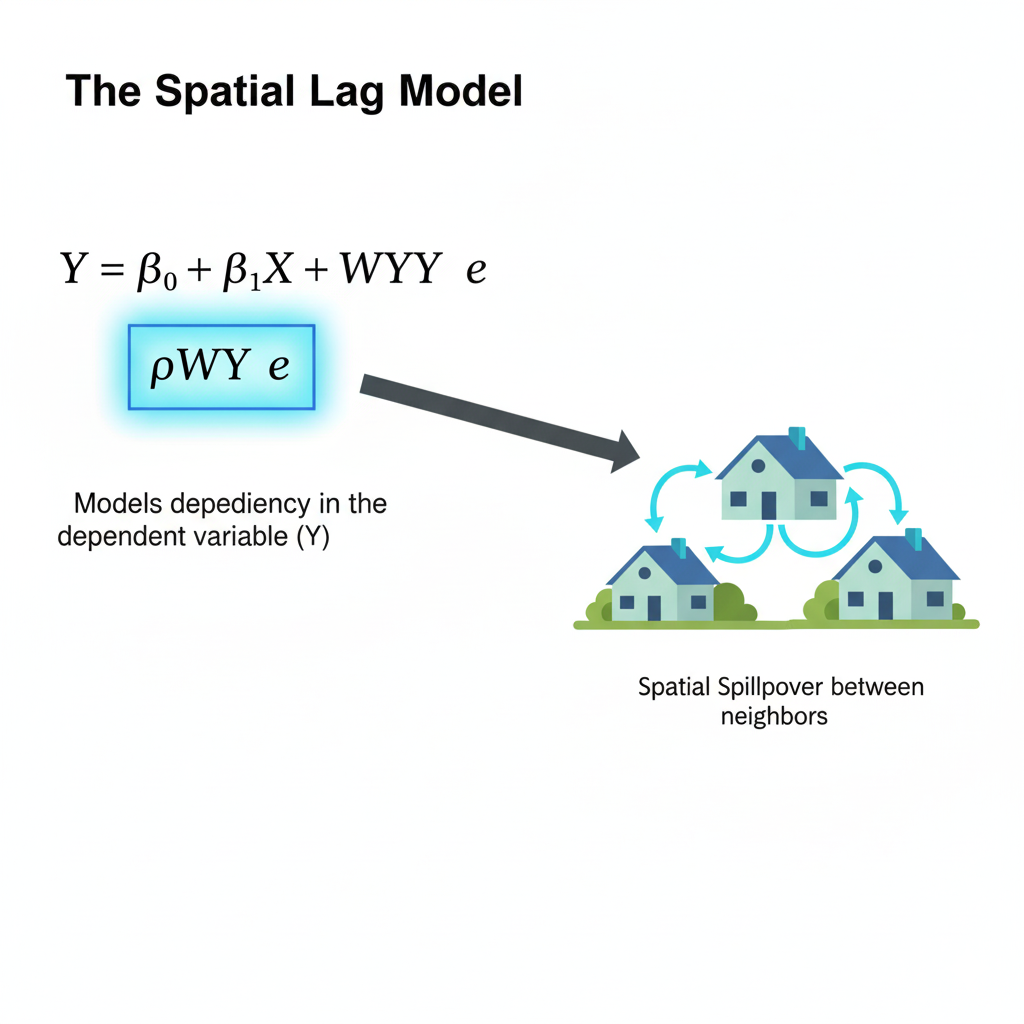 The Spatial Lag Model
Y = β₀ + β₁X + WYY e
ρWY e
Models depediency in the
dependent variable (Y)
Spatial Spillpover between
neighbors